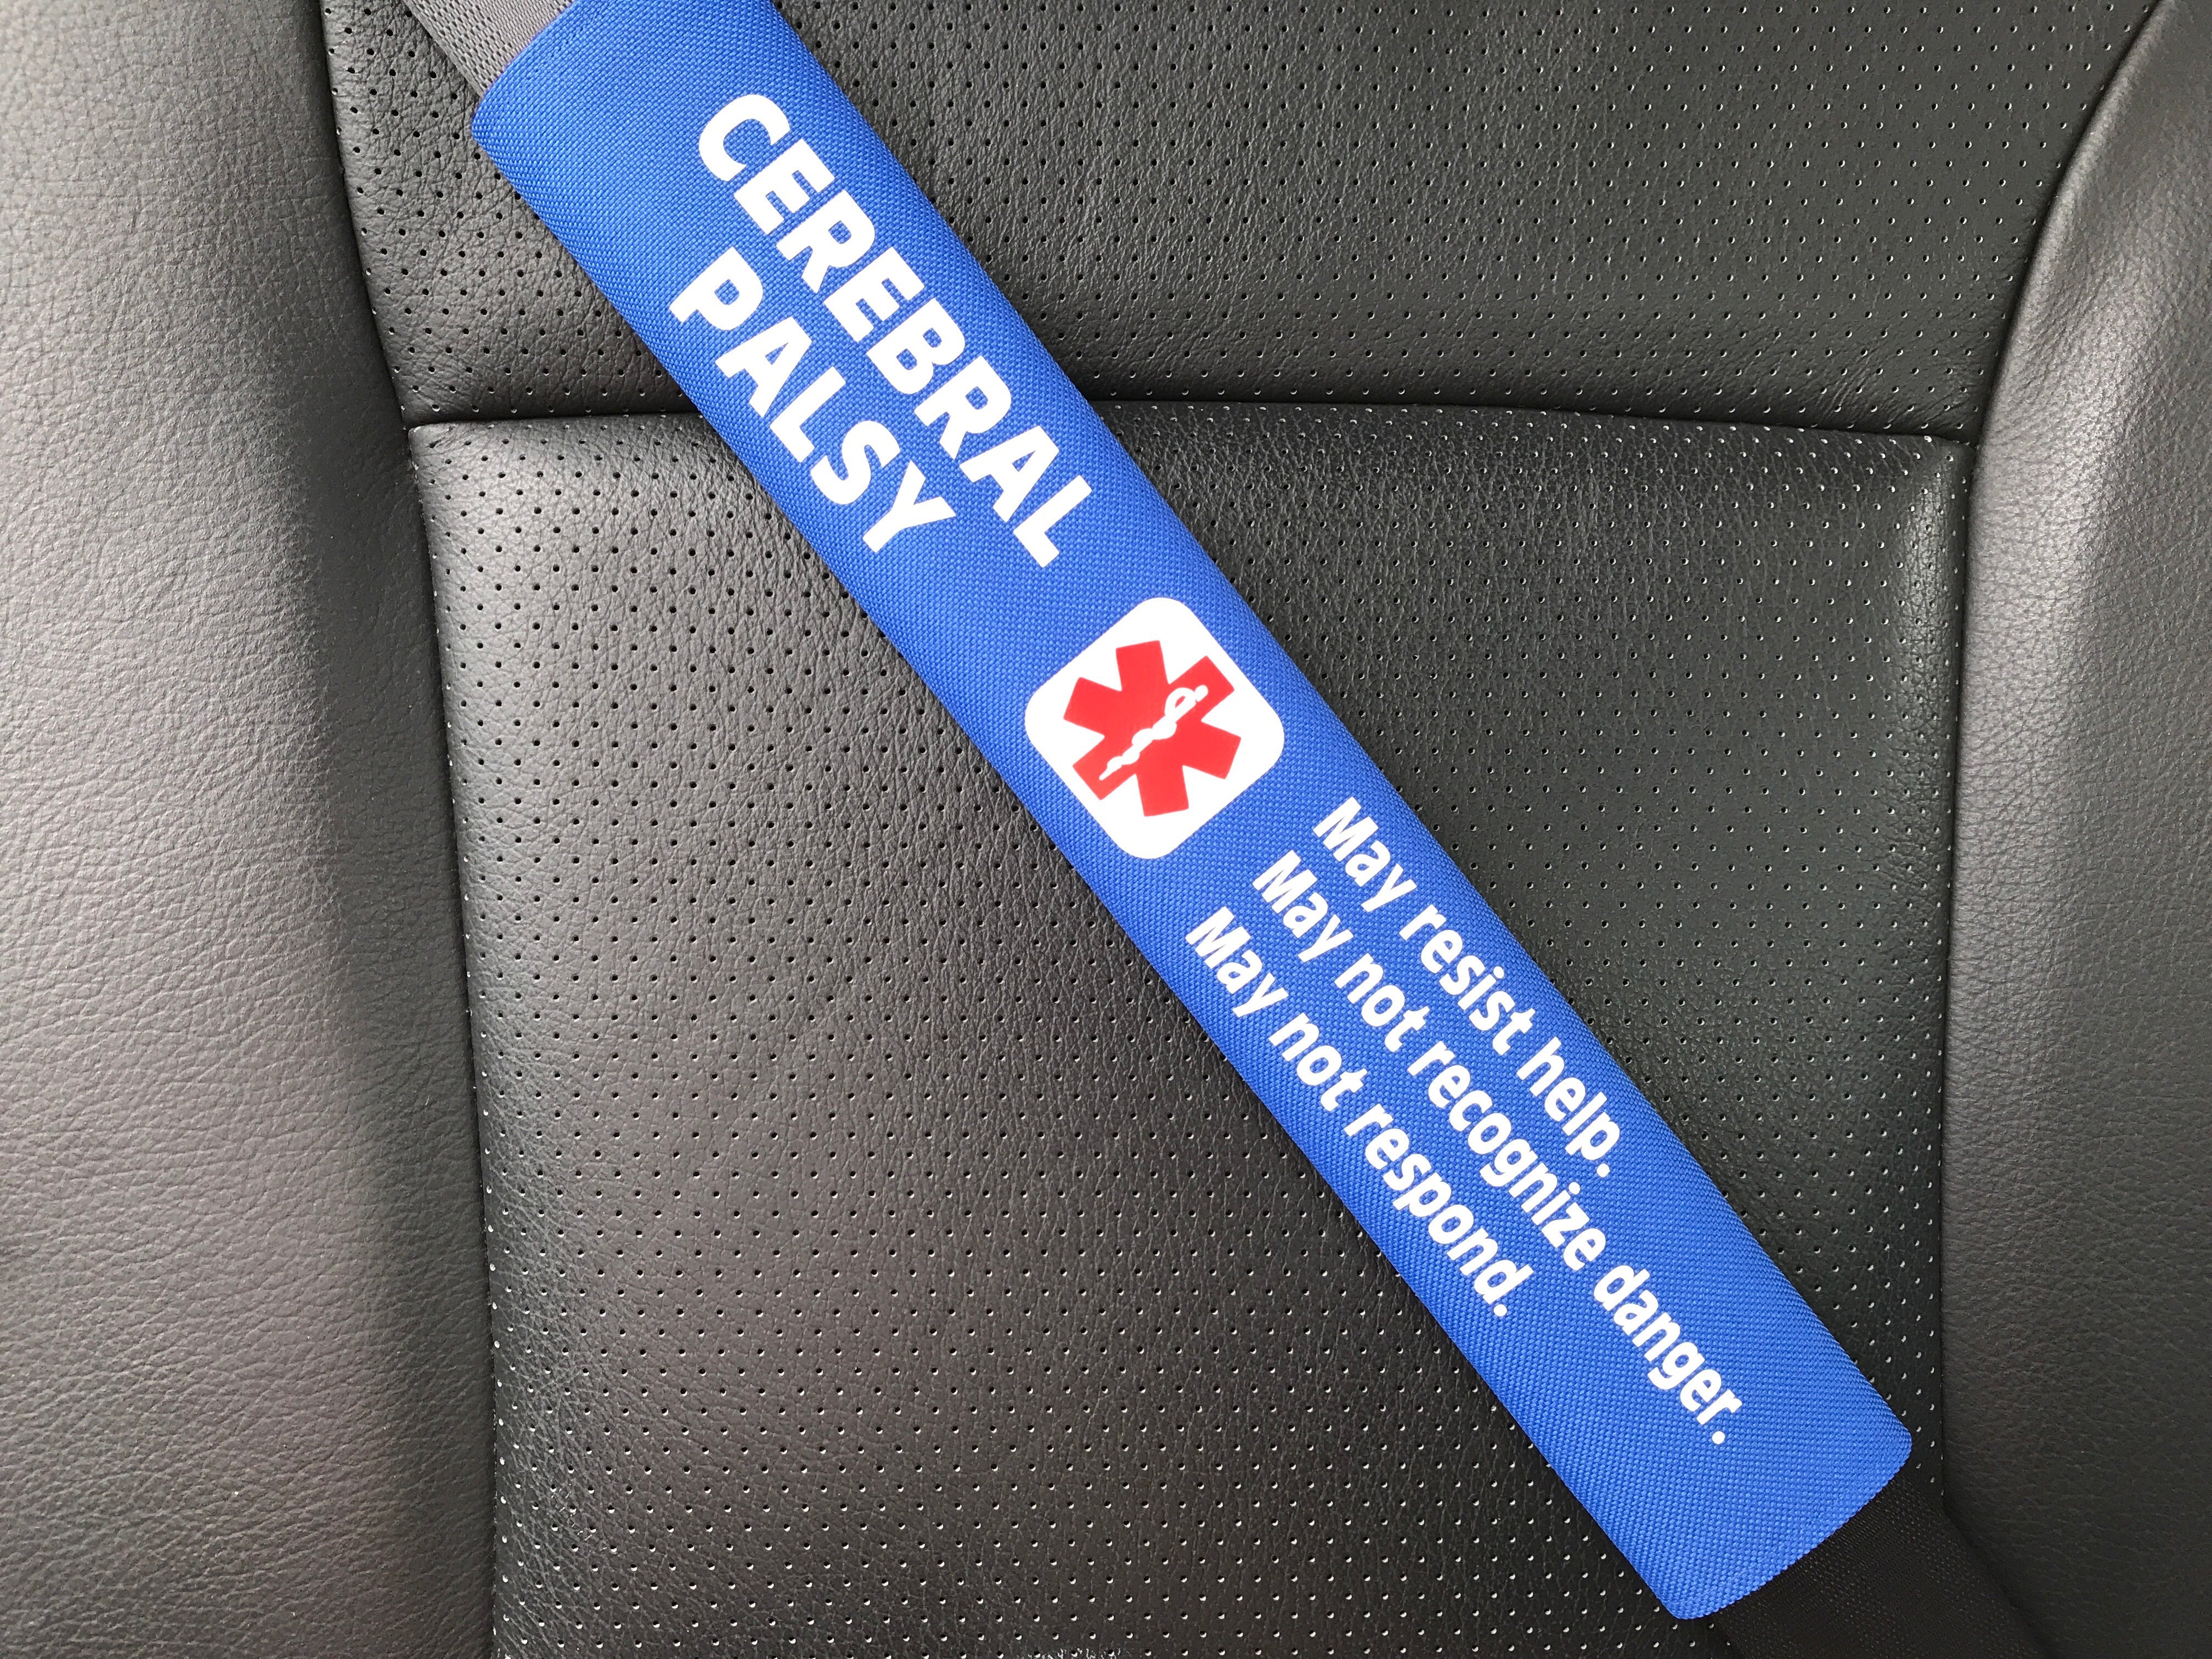 CEREBRAL
PALSY
May resist help.
May not recognize danger.
May not respond.